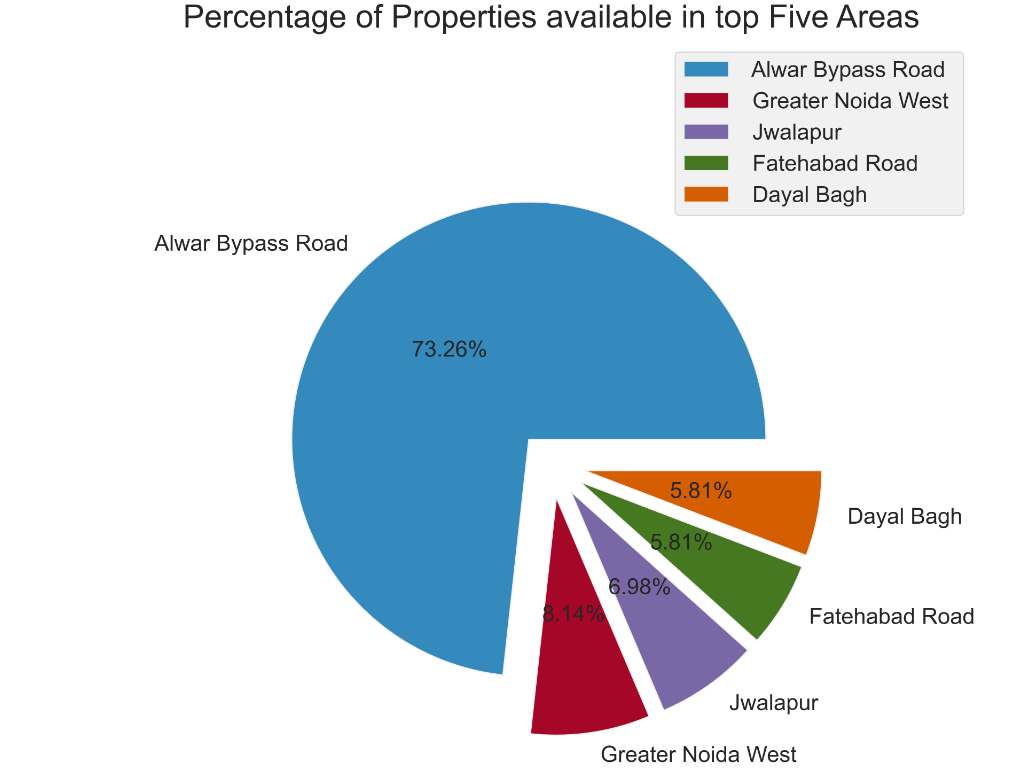 Percentage of Properties available in top Five Areas
Alwar Bypass Road
Greater Noida West
Jwalapur
Fatehabad Road
Dayal Bagh
Alwar Bypass Road
73.26%
5.81%
Dayal Bagh
5.81%
6.98%
8.14%
Fatehabad Road
Jwalapur
Greater Noida West